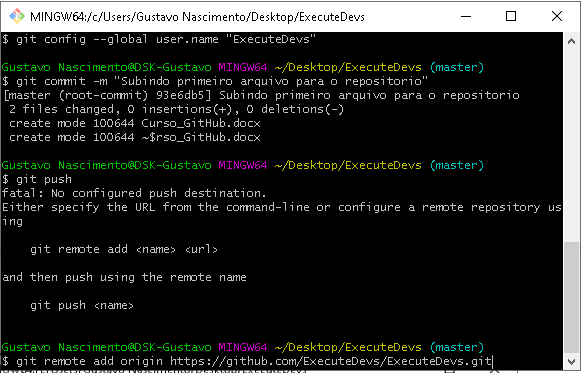 MINGW64:/c/Users/Gustavo Nascimento/Desktop/ExecuteDevs
$ git config --global user.name "ExecuteDevs"
Gustavo Nascimento@DSK-Gustavo MINGW64 ~/Desktop/ExecuteDevs (master)
$ git commit -m "Subindo primeiro arquivo para o repositorio"
[master (root-commit) 93e6db5] Subindo primeiro arquivo para o repositorio
2 files changed, 0 insertions(+), 0 deletions(-)
create mode 100644 Curso_GitHub.docx
create mode 100644 ~$rso_GitHub.docx
Gustavo Nascimento@DSK-Gustavo MINGW64 ~/Desktop/ExecuteDevs (master)
$ git push
fatal: No configured push destination.
Either specify the URL from the command-line or configure a remote repository us
ing
git remote add <name> <url>
and then push using the remote name
git push <name>
Gustavo Nascimento@DSK-Gustavo MINGW64 ~/Desktop/ExecuteDevs (master)
$ git remote add origin https://github.com/ExecuteDevs/ExecuteDevs.git